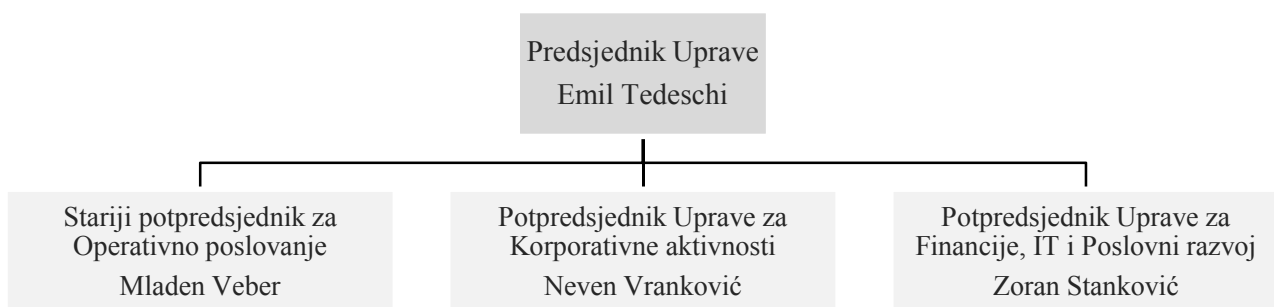 Predsjednik Uprave
Emil Tedeschi
Stariji potpredsjednik za
Operativno poslovanje
Mladen Veber
Potpredsjednik Uprave za
Korporativne aktivnosti
Neven Vranković
Potpredsjednik Uprave za
Financije, IT i Poslovni razvoj
Zoran Stanković